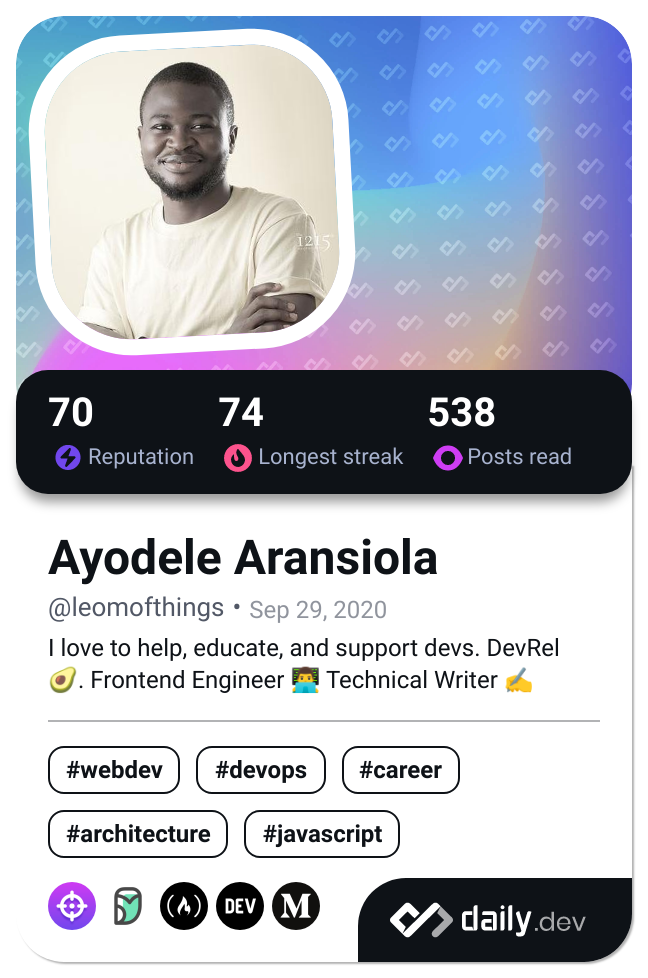 1215
70
74
538
Reputation
Longest streak
Posts read
Ayodele Aransiola
@leomofthings • Sep 29, 2020
I love to help, educate, and support devs. DevRel
🥑. Frontend Engineer 👨‍💻 Technical Writer ✍️
#webdev #devops #career
#architecture #javascript
DEV M
daily.dev